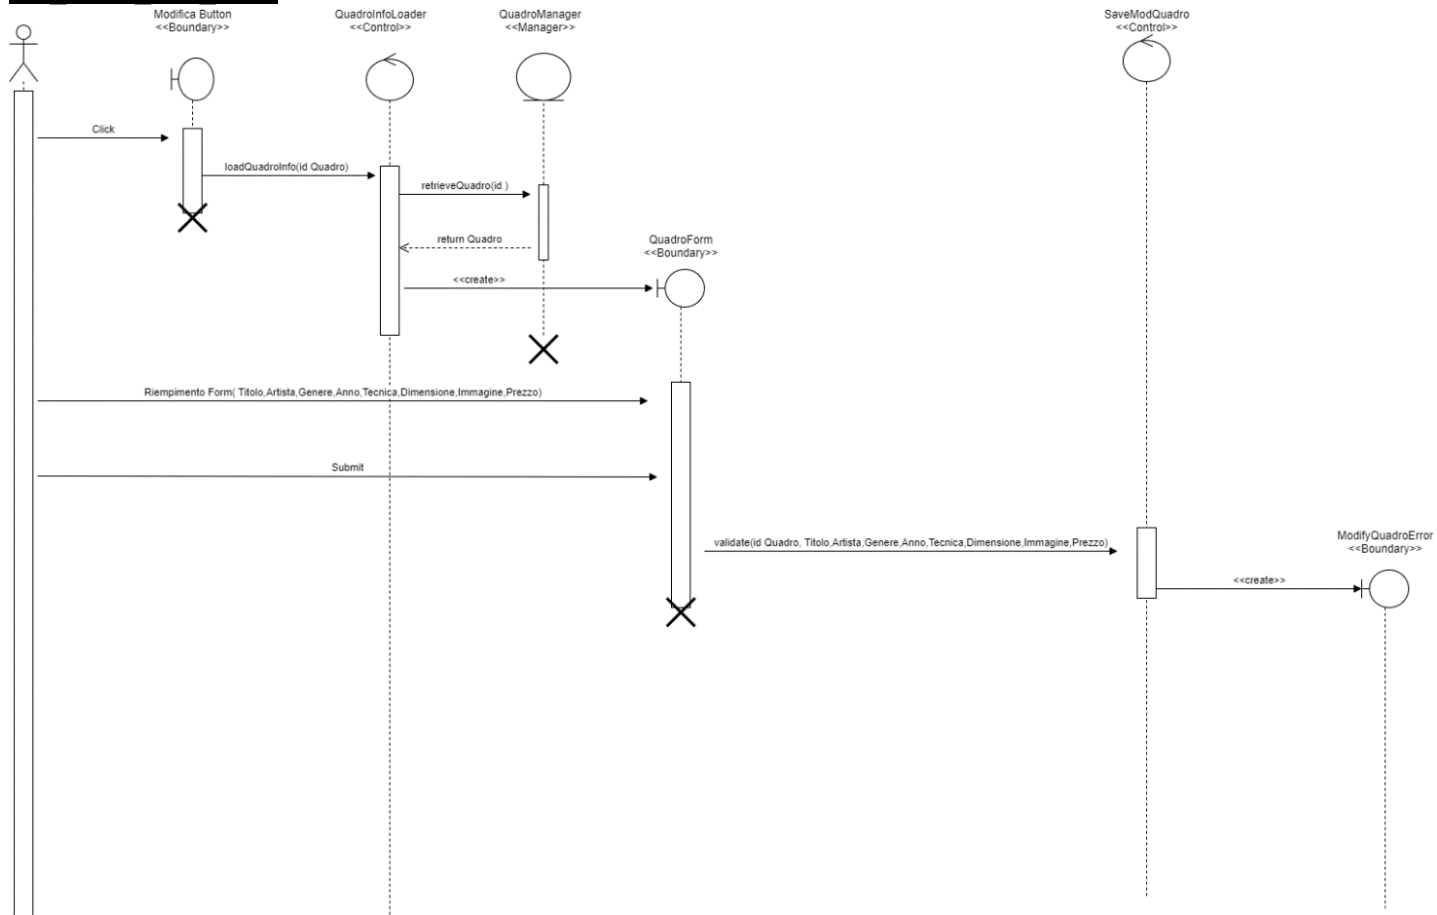 Modifica Button
<<Boundary>>
QuadroInfoLoader
<<Control>>
QuadroManager
<<Manager>>
SaveModQuadro
<<Control>>
Click
loadQuadroInfo(id Quadro)
retrieveQuadro(id )
return Quadro
QuadroForm
<<Boundary>>
<<create>>
Riempimento Form( Titolo,Artista,Genere,Anno,Tecnica,Dimensione,Immagine,Prezzo)
Submit
validate(id Quadro, Titolo,Artista,Genere,Anno,Tecnica,Dimensione,Immagine,Prezzo)
ModifyQuadroError
<<Boundary>>
<<create>>